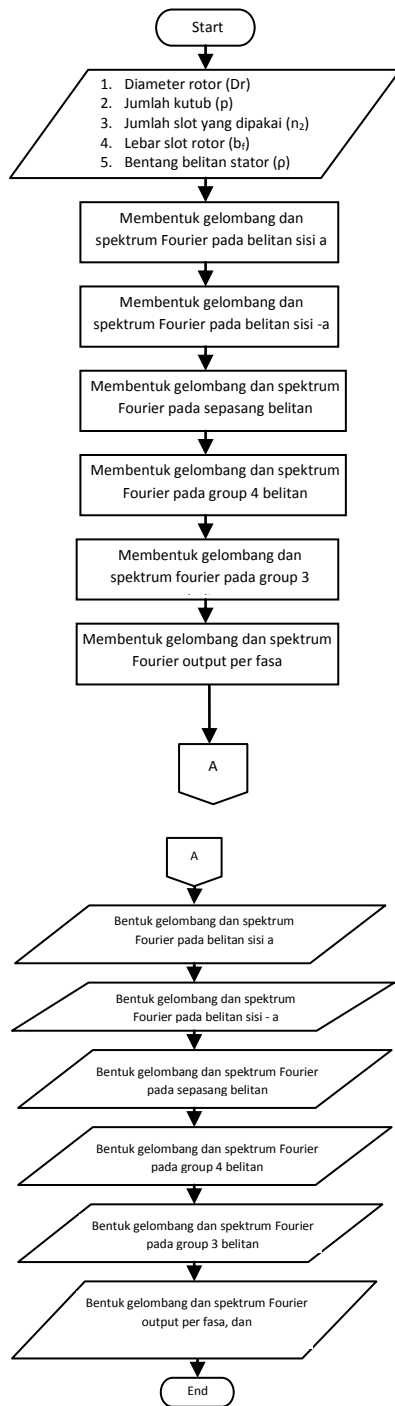 Start
1. Diameter rotor (Dr)
2. Jumlah kutub (p)
3. Jumlah slot yang dipakai (n₂)
4. Lebar slot rotor (bf)
5. Bentang belitan stator (ρ)
Membentuk gelombang dan
spektrum Fourier pada belitan sisi a
Membentuk gelombang dan
spektrum Fourier pada belitan sisi -a
Membentuk gelombang dan spektrum
Fourier pada sepasang belitan
Membentuk gelombang dan spektrum
Fourier pada group 4 belitan
Membentuk gelombang dan
spektrum fourier pada group 3
Membentuk gelombang dan spektrum
Fourier output per fasa
A
A
Bentuk gelombang dan spektrum
Fourier pada belitan sisi a
Bentuk gelombang dan spektrum
Fourier pada belitan sisi - a
Bentuk gelombang dan spektrum Fourier
pada sepasang belitan
Bentuk gelombang dan spektrum Fourier
pada group 4 belitan
Bentuk gelombang dan spektrum Fourier
pada group 3 belitan
Bentuk gelombang dan spektrum Fourier
output per fasa, dan
End